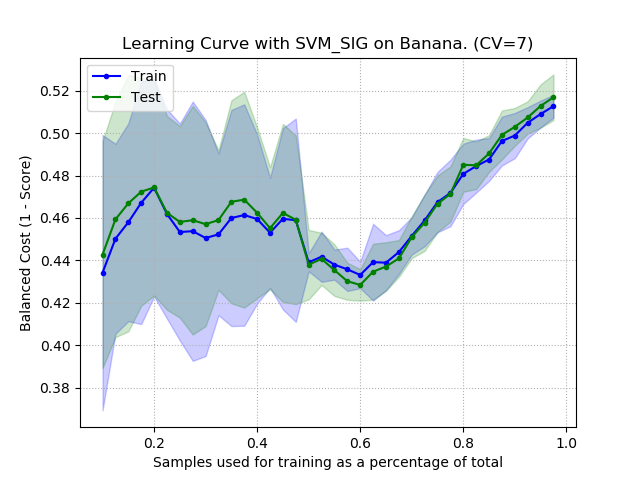 Learning Curve with SVM_SIG on Banana. (CV=7)
Train
Test
Balanced Cost (1 - Score)
0.52
0.50
0.48
0.46
0.44
0.42
0.40
0.38
0.2 0.4 0.6 0.8 1.0
Samples used for training as a percentage of total